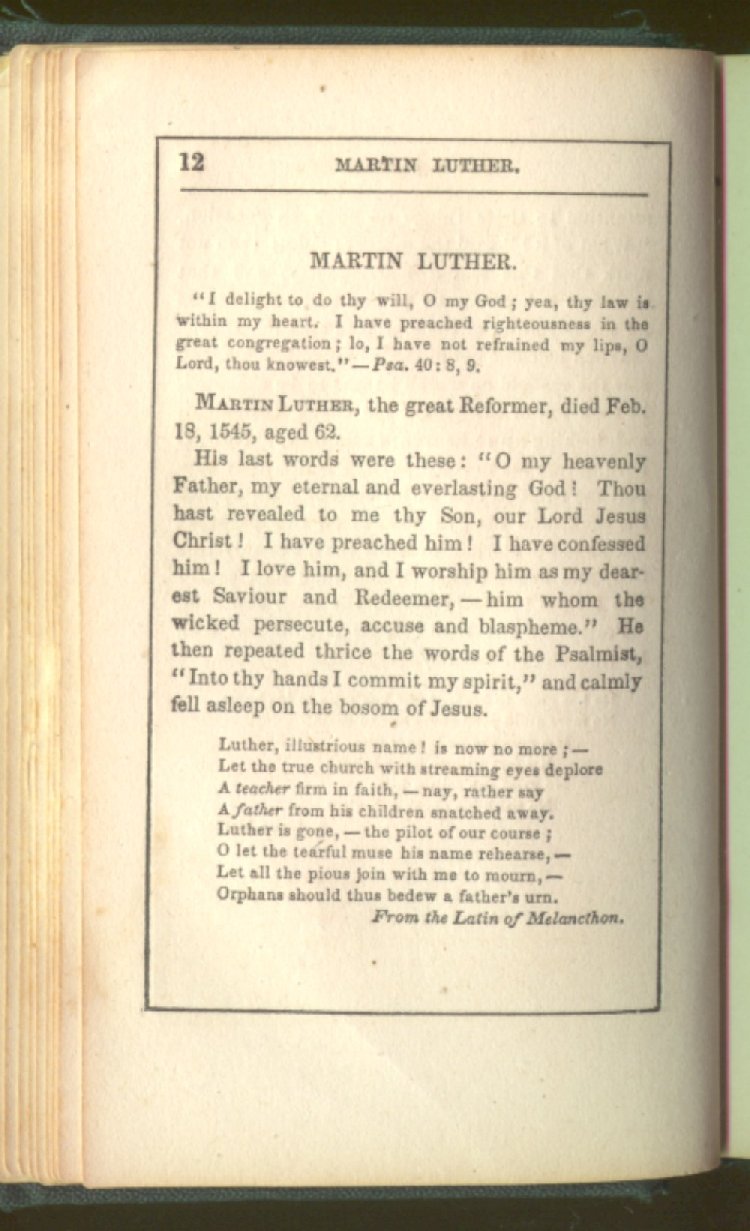 12 MARTIN LUTHER.
MARTIN LUTHER.
"I delight to do thy will, O my God; yea, thy law is
within my heart. I have preached righteousness in the
great congregation; lo, I have not refrained my lips, O
Lord, thou knowest."—Psa. 40: 8, 9.
MARTIN LUTHER, the great Reformer, died Feb.
18, 1545, aged 62.
His last words were these: "O my heavenly
Father, my eternal and everlasting God! Thou
hast revealed to me thy Son, our Lord Jesus
Christ! I have preached him! I have confessed
him! I love him, and I worship him as my dear-
est Saviour and Redeemer,—him whom the
wicked persecute, accuse and blaspheme." He
then repeated thrice the words of the Psalmist,
"Into thy hands I commit my spirit," and calmly
fell asleep on the bosom of Jesus.
Luther, illustrious name! is now no more;—
Let the true church with streaming eyes deplore
A teacher firm in faith,—nay, rather say
A father from his children snatched away.
Luther is gone,—the pilot of our course;
O let the tearful muse his name rehearse,—
Let all the pious join with me to mourn,—
Orphans should thus bedew a father's urn.
From the Latin of Melancthon.